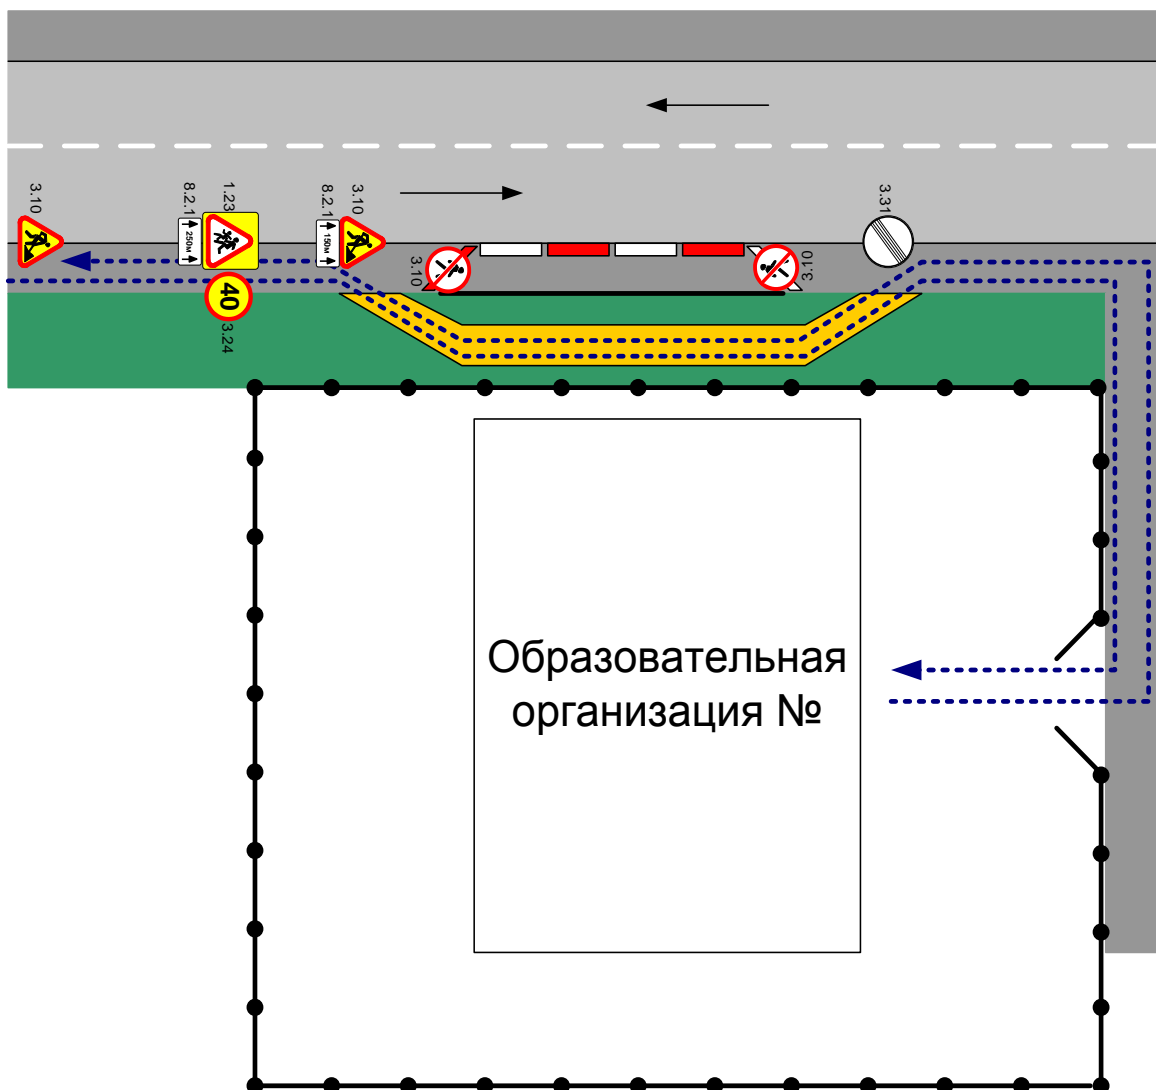 3.10
8.2.1
250м
1.23
40
3.24
8.2.1
150м
3.10
3.10
3.10
3.31
Образовательная
организация №